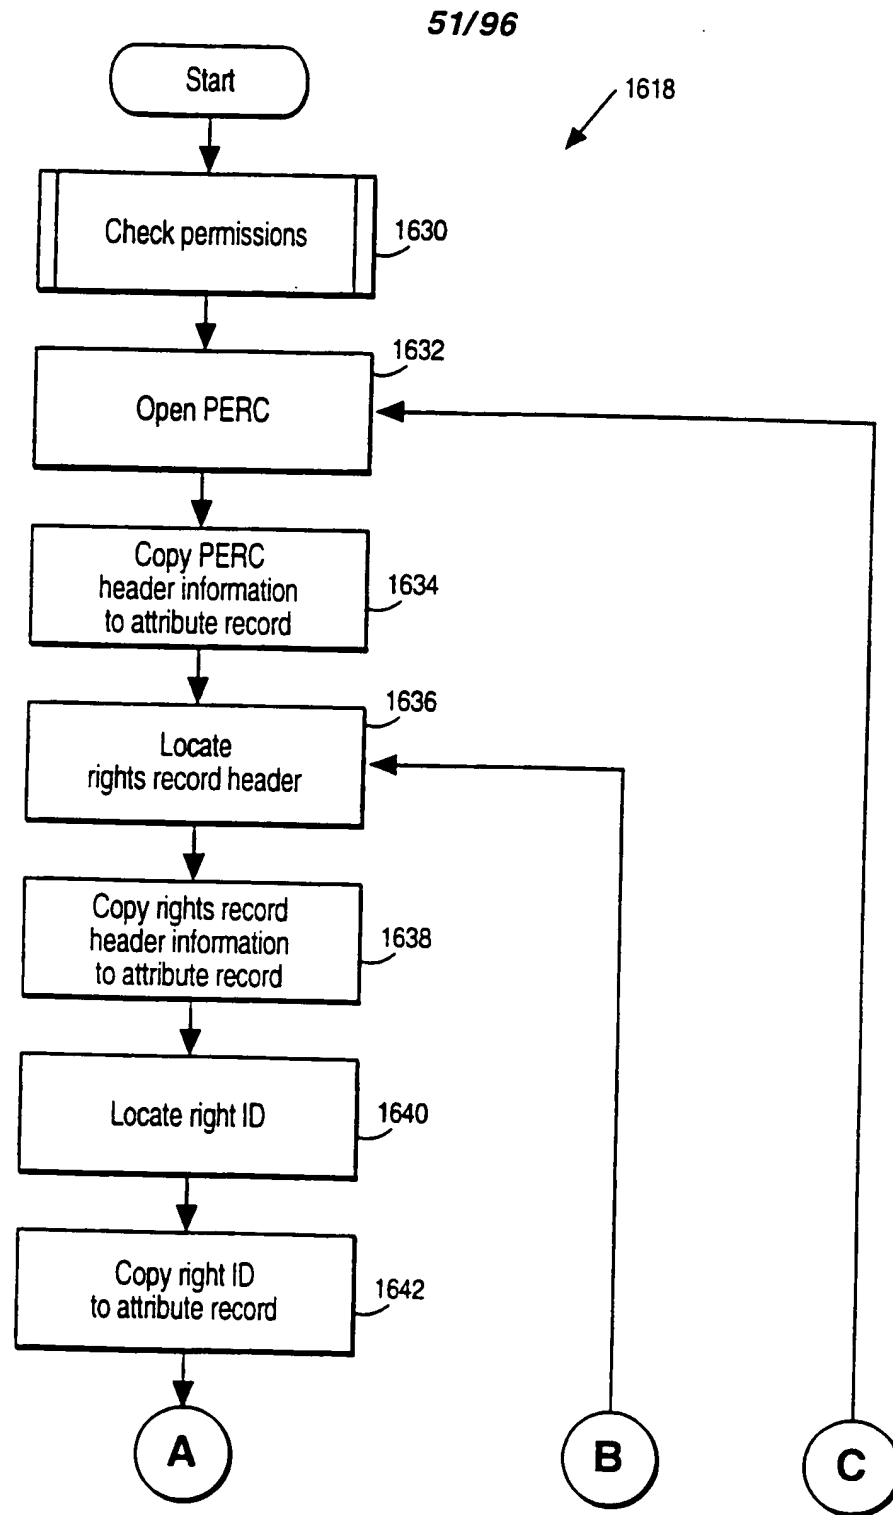 51/96
Start
1618
Check permissions
1630
1632
Open PERC
Copy PERC
header information
to attribute record
1634
1636
Locate
rights record header
Copy rights record
header information
to attribute record
1638
Locate right ID
1640
Copy right ID
to attribute record
1642
A
B
C